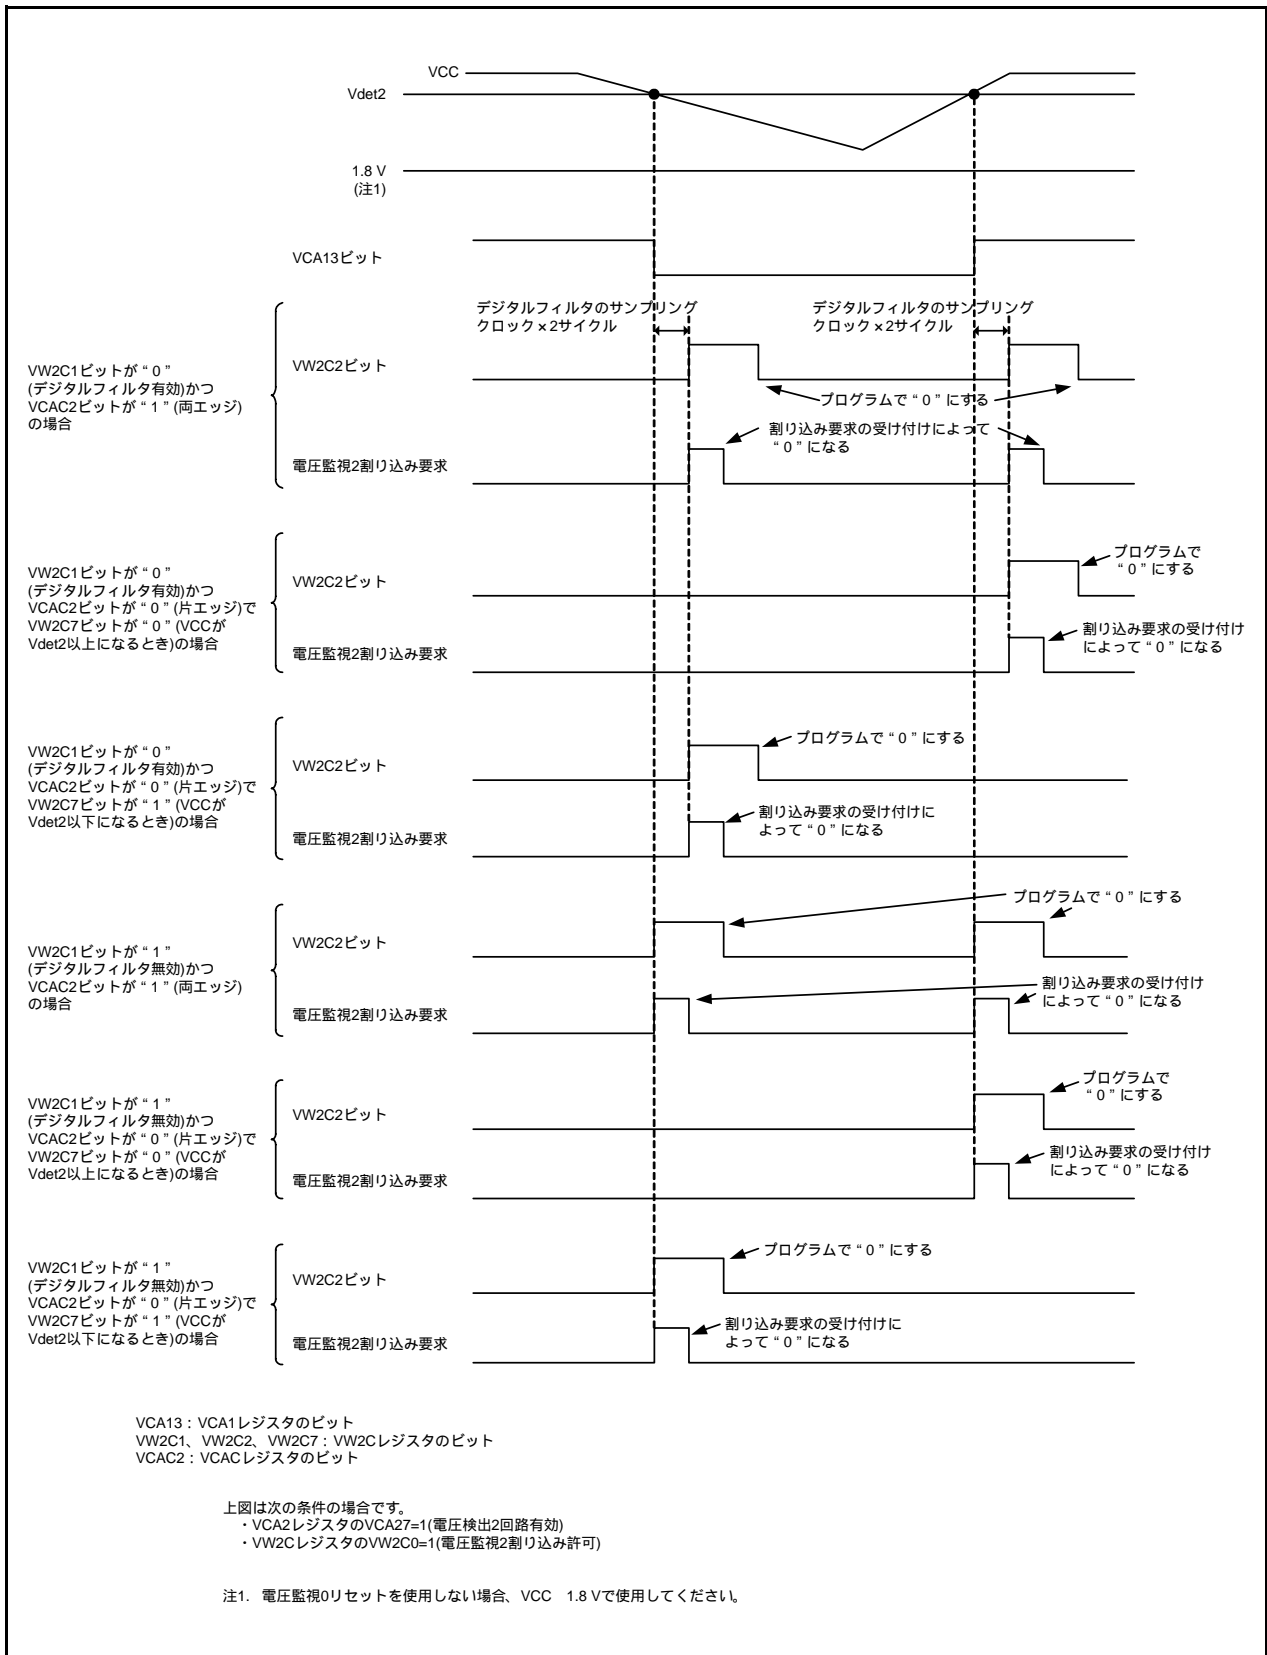 VCC
Vdet2
1.8 V
(注1)
VCA13ビット
デジタルフィルタのサンプリング
クロック×2サイクル
デジタルフィルタのサンプリング
クロック×2サイクル
VW2C1ビットが“0”
(デジタルフィルタ有効)かつ
VCAC2ビットが“1”(両エッジ)
の場合
VW2C2ビット
プログラムで“0”にする
割り込み要求の受け付けによって
“0”になる
電圧監視2割り込み要求
VW2C1ビットが“0”
(デジタルフィルタ有効)かつ
VCAC2ビットが“0”(片エッジ)で
VW2C7ビットが“0”(VCCが
Vdet2以上になるとき)の場合
VW2C2ビット
プログラムで
“0”にする
電圧監視2割り込み要求
割り込み要求の受け付け
によって“0”になる
VW2C1ビットが“0”
(デジタルフィルタ有効)かつ
VCAC2ビットが“0”(片エッジ)で
VW2C7ビットが“1”(VCCが
Vdet2以下になるとき)の場合
VW2C2ビット
プログラムで“0”にする
電圧監視2割り込み要求
割り込み要求の受け付けに
よって“0”になる
VW2C1ビットが“1”
(デジタルフィルタ無効)かつ
VCAC2ビットが“1”(両エッジ)
の場合
VW2C2ビット
プログラムで“0”にする
電圧監視2割り込み要求
割り込み要求の受け付け
によって“0”になる
VW2C1ビットが“1”
(デジタルフィルタ無効)かつ
VCAC2ビットが“0”(片エッジ)で
VW2C7ビットが“0”(VCCが
Vdet2以上になるとき)の場合
VW2C2ビット
プログラムで
“0”にする
電圧監視2割り込み要求
割り込み要求の受け付け
によって“0”になる
VW2C1ビットが“1”
(デジタルフィルタ無効)かつ
VCAC2ビットが“0”(片エッジ)で
VW2C7ビットが“1”(VCCが
Vdet2以下になるとき)の場合
VW2C2ビット
プログラムで“0”にする
電圧監視2割り込み要求
割り込み要求の受け付けに
よって“0”になる
VCA13：VCA1レジスタのビット
VW2C1、VW2C2、VW2C7：VW2Cレジスタのビット
VCAC2：VCACレジスタのビット
上図は次の条件の場合です。
・VCA2レジスタのVCA27=1(電圧検出2回路有効)
・VW2CレジスタのVW2C0=1(電圧監視2割り込み許可)
注1. 電圧監視0リセットを使用しない場合、VCC 1.8 Vで使用してください。